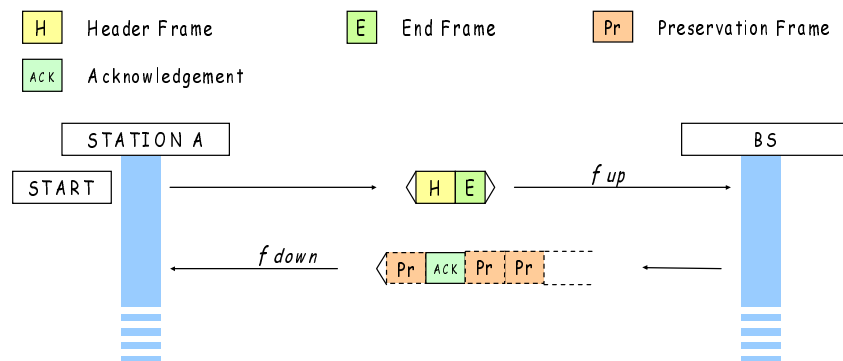 H Header Frame E End Frame Pr Preservation Frame
ACK Acknowledgement
STATION A BS
START H E f up
f down Pr ACK Pr Pr